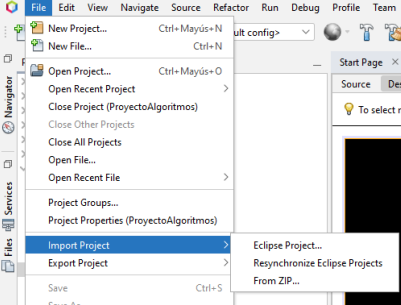 File Edit View Navigate Source Refactor Run Debug Profile Team
New Project... Ctrl+Mayús+N
New File... Ctrl+N
ult config>
Open Project... Ctrl+Mayús+O
Open Recent Project
Close Project (ProyectoAlgoritmos)
Close Other Projects
Close All Projects
Open File...
Open Recent File
Project Groups...
Project Properties (ProyectoAlgoritmos)
Import Project
Export Project
Save Ctrl+S
Save As...
Eclipse Project...
Resynchronize Eclipse Projects
From ZIP...
Start Page
Source Des
To select
Navigator
Services
Files